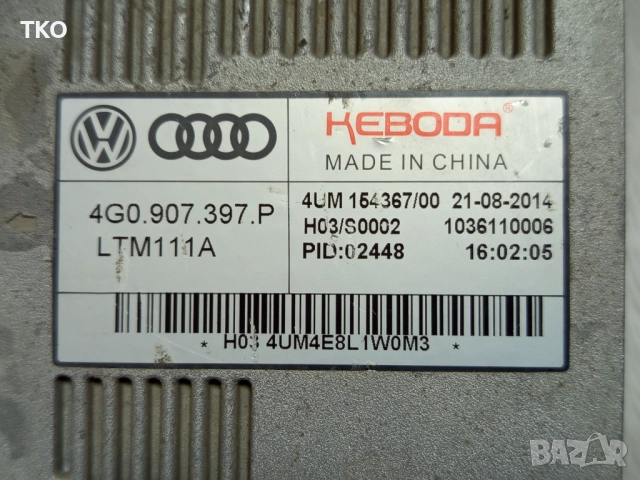 TKO
KEBODA®
MADE IN CHINA
4G0.907.397.P
LTM111A
4UM 154367/00 21-08-2014
H03/S0002 1036110006
PID:02448 16:02:05
* H03 4UM4E8L1W0M3 *
BAZAR